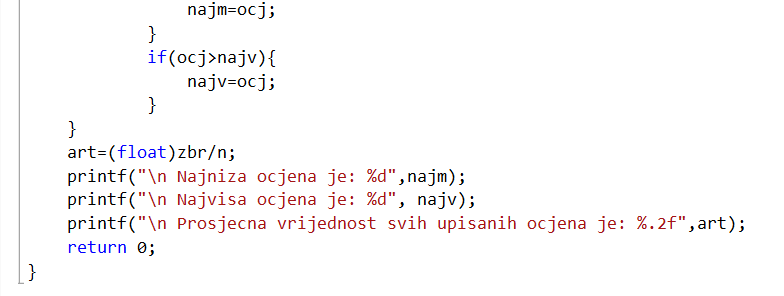 najm=ocj;
}
if(ocj>najv){
najv=ocj;
}
}
art=(float)zbr/n;
printf("\n Najniza ocjena je: %d",najm);
printf("\n Najvisa ocjena je: %d", najv);
printf("\n Prosjecna vrijednost svih upisanih ocjena je: %.2f",art);
return 0;
}